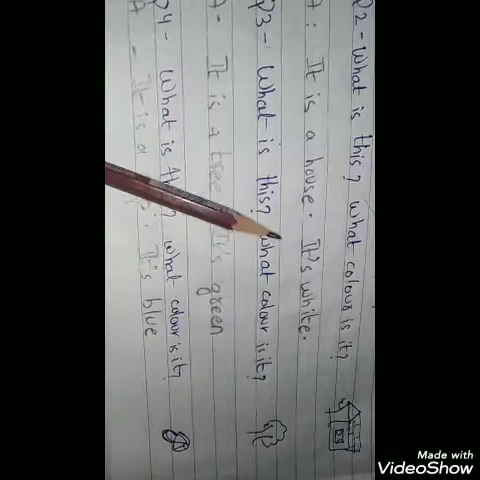 Q2 - What is this? What colour is it?
A: It is a house. It's white.
Q3 - What is this? What colour is it?
A - It is a tree It's green
Q4 - What is ? what colour is it?
A - It is a It's blue
Made with
VideoShow